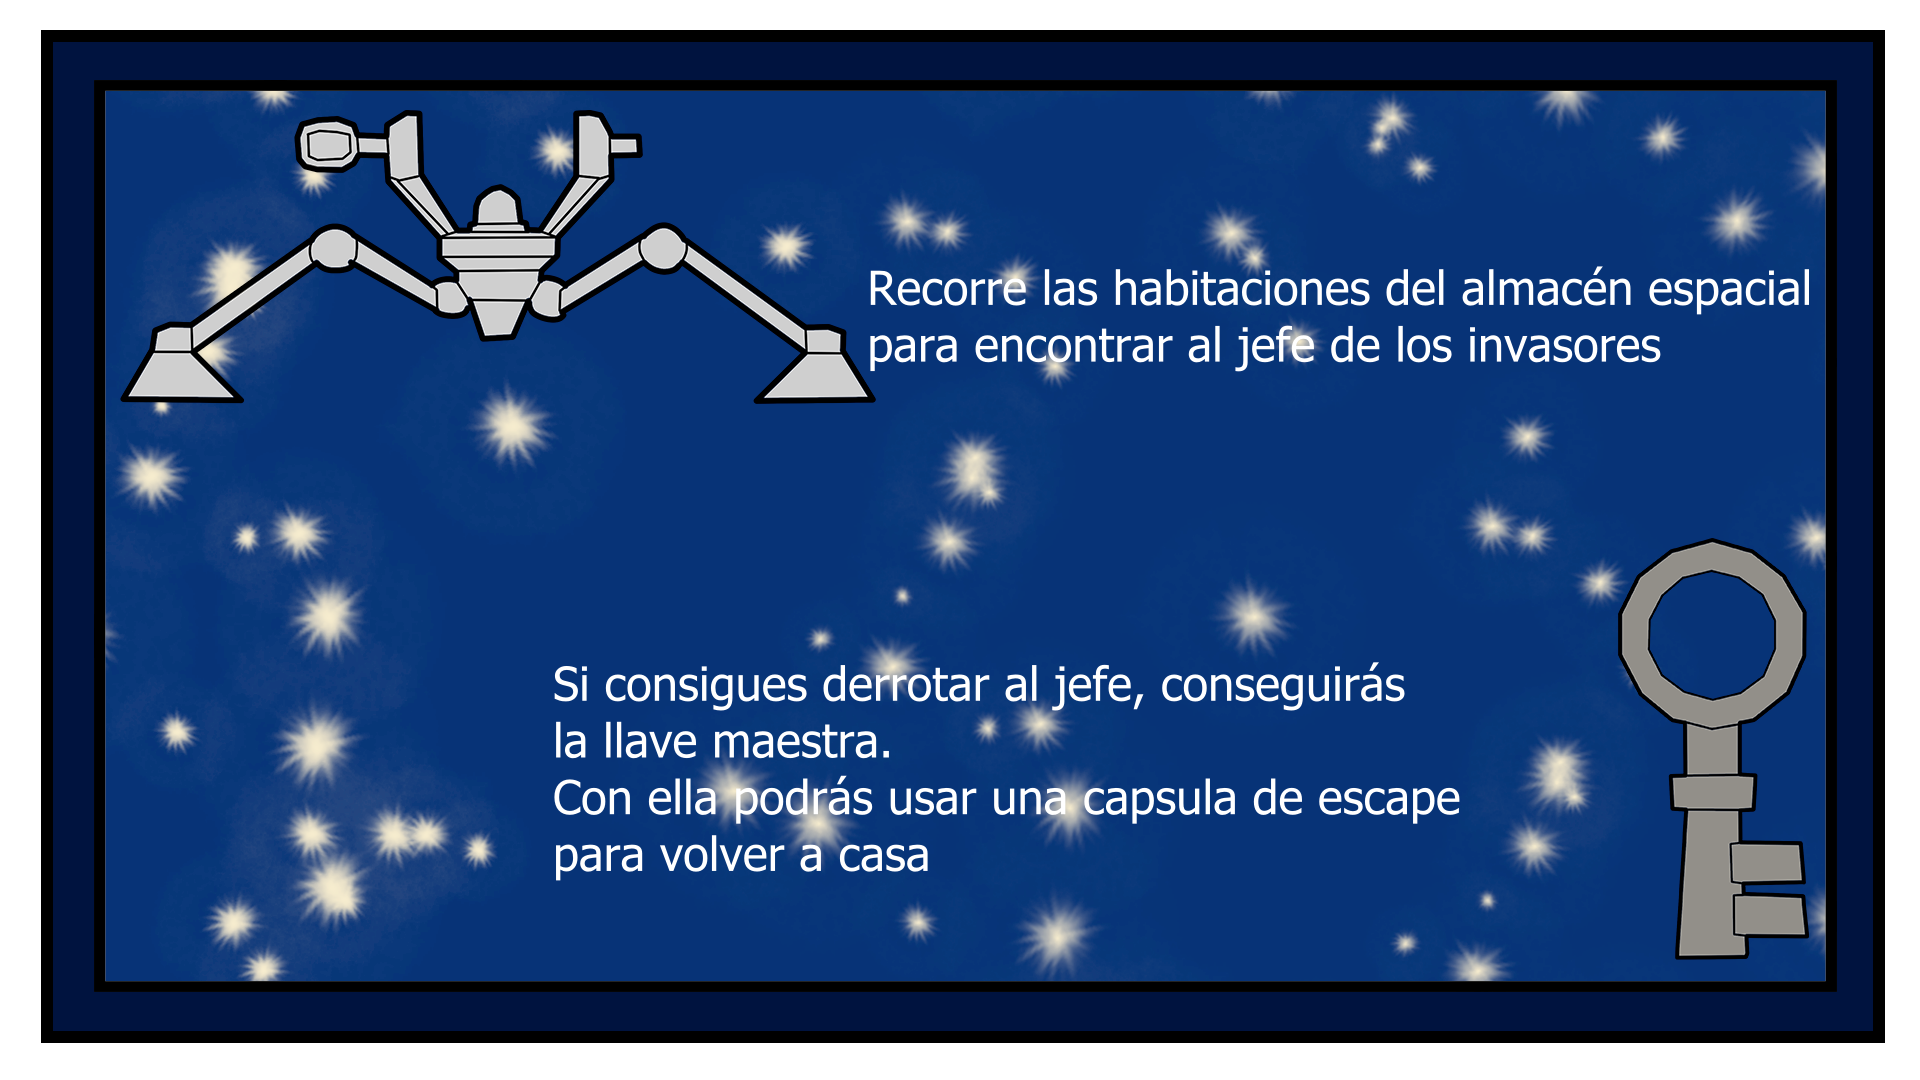 Recorre las habitaciones del almacén espacial
para encontrar al jefe de los invasores
Si consigues derrotar al jefe, conseguirás
la llave maestra.
Con ella podrás usar una capsula de escape
para volver a casa